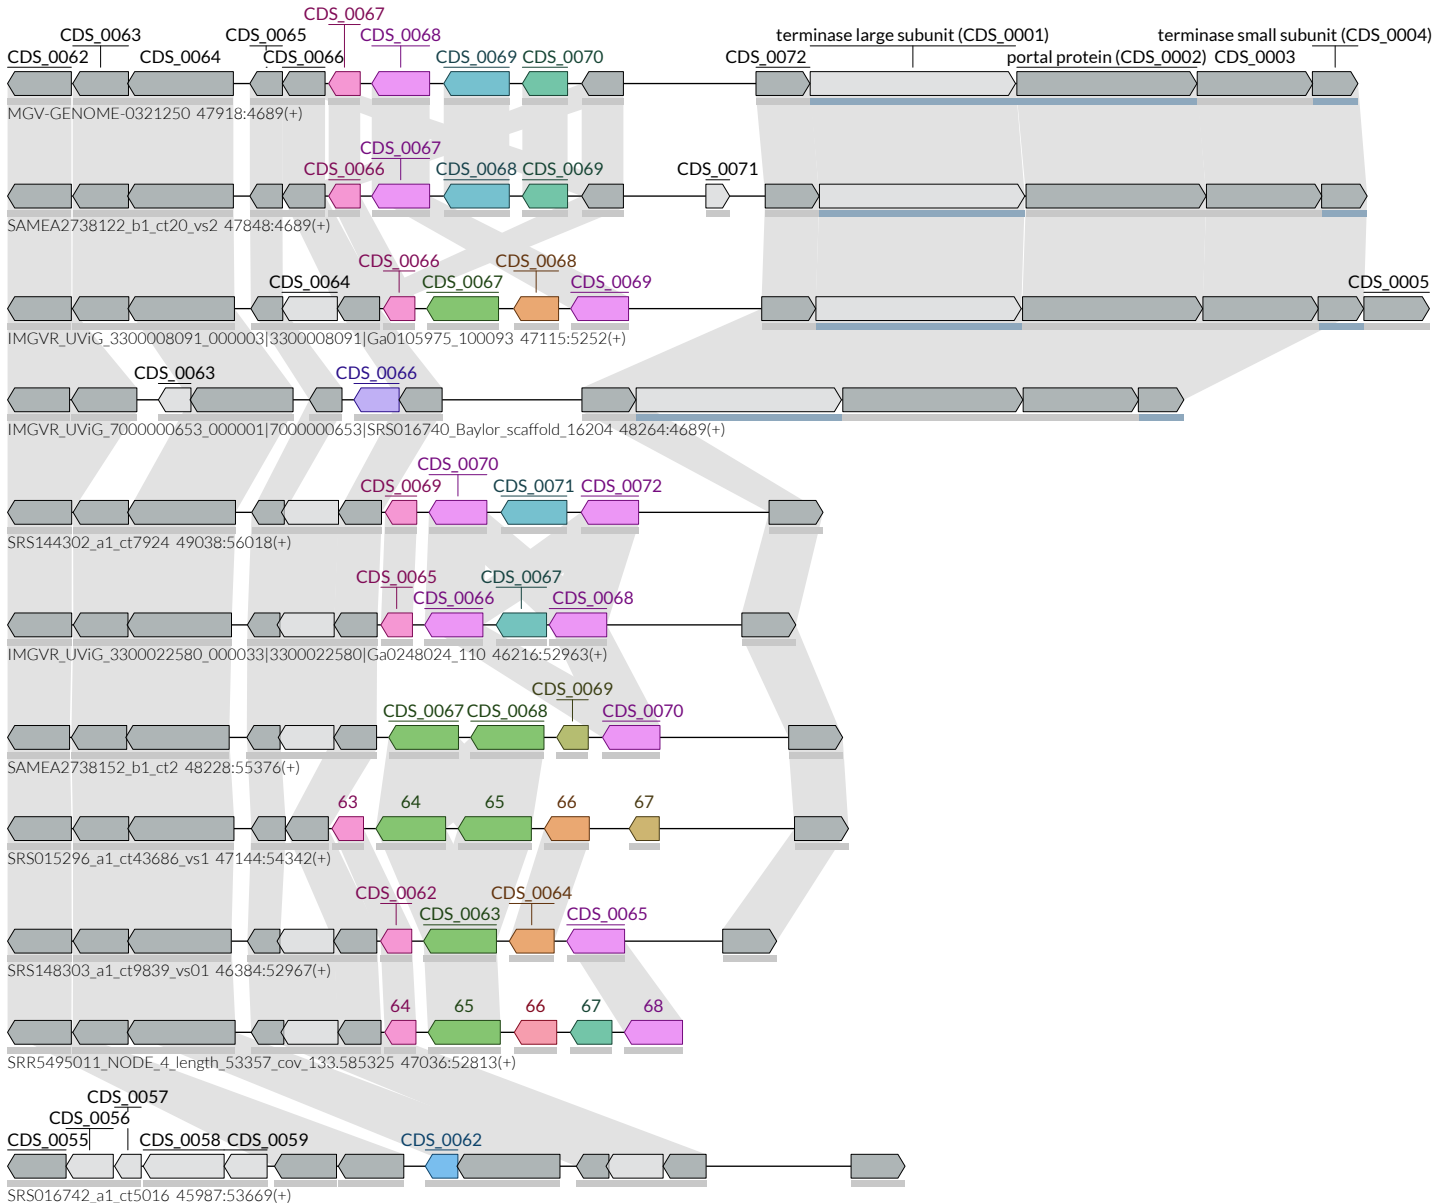 CDS_0067
CDS_0063 CDS_0065 CDS_0068 terminase large subunit (CDS_0001) terminase small subunit (CDS_0004)
CDS_0062 CDS_0064 CDS_0066 CDS_0069 CDS_0070 CDS_0072 portal protein (CDS_0002) CDS_0003
MGV-GENOME-0321250 47918:4689(+)
CDS_0067
CDS_0066 CDS_0068 CDS_0069 CDS_0071
SAMEA2738122_b1_ct20_vs2 47848:4689(+)
CDS_0066 CDS_0068
CDS_0064 CDS_0067 CDS_0069 CDS_0005
IMGVR_UViG_3300008091_000003|3300008091|Ga0105975_100093 47115:5252(+)
CDS_0063 CDS_0066
IMGVR_UViG_7000000653_000001|7000000653|SRS016740_Baylor_scaffold_16204 48264:4689(+)
CDS_0070
CDS_0069 CDS_0071 CDS_0072
SRS144302_a1_ct7924 49038:56018(+)
CDS_0065 CDS_0067
CDS_0066 CDS_0068
IMGVR_UViG_3300022580_000033|3300022580|Ga0248024_110 46216:52963(+)
CDS_0069
CDS_0067 CDS_0068 CDS_0070
SAMEA2738152_b1_ct2 48228:55376(+)
63 64 65 66 67
SRS015296_a1_ct43686_vs1 47144:54342(+)
CDS_0062 CDS_0064
CDS_0063 CDS_0065
SRS148303_a1_ct9839_vs01 46384:52967(+)
64 65 66 67 68
SRR5495011_NODE_4_length_53357_cov_133.585325 47036:52813(+)
CDS_0057
CDS_0056
CDS_0055 CDS_0058 CDS_0059 CDS_0062
SRS016742_a1_ct5016 45987:53669(+)